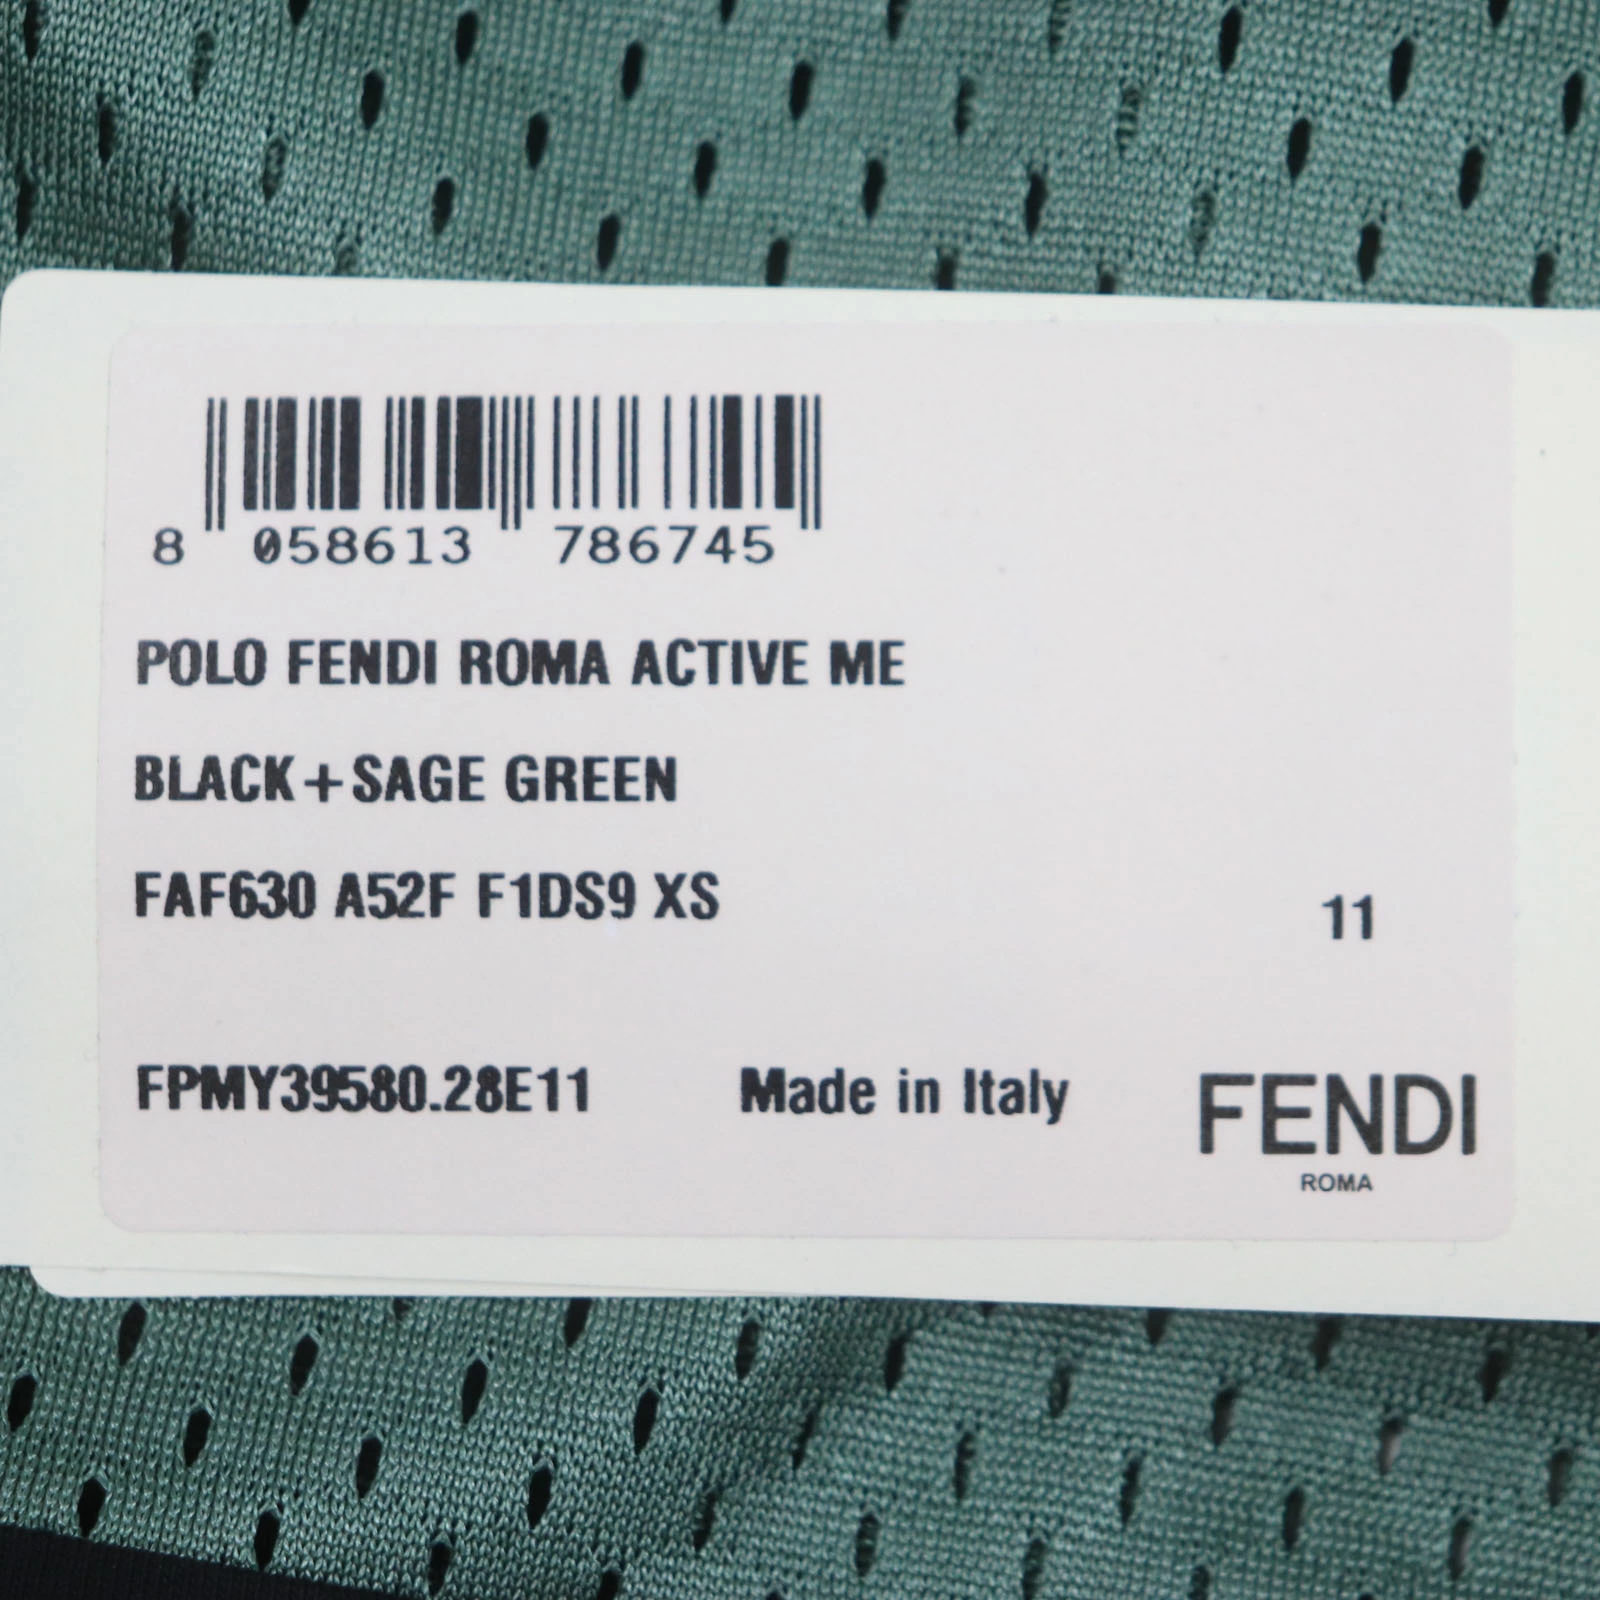 8 058613 786745
POLO FENDI ROMA ACTIVE ME
BLACK+SAGE GREEN
FAF630 A52F F1DS9 XS
11
FPMY39580.28E11 Made in Italy
FENDI
ROMA